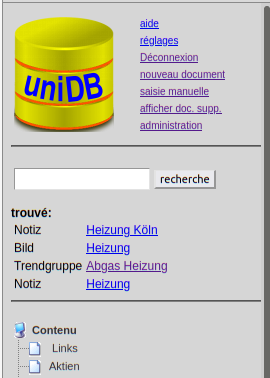 uniDB
aide
réglages
Déconnexion
nouveau document
saisie manuelle
afficher doc. supp.
administration
recherche
trouvé:
Notiz Heizung Köln
Bild Heizung
Trendgruppe Abgas Heizung
Notiz Heizung
Contenu
Links
Aktien